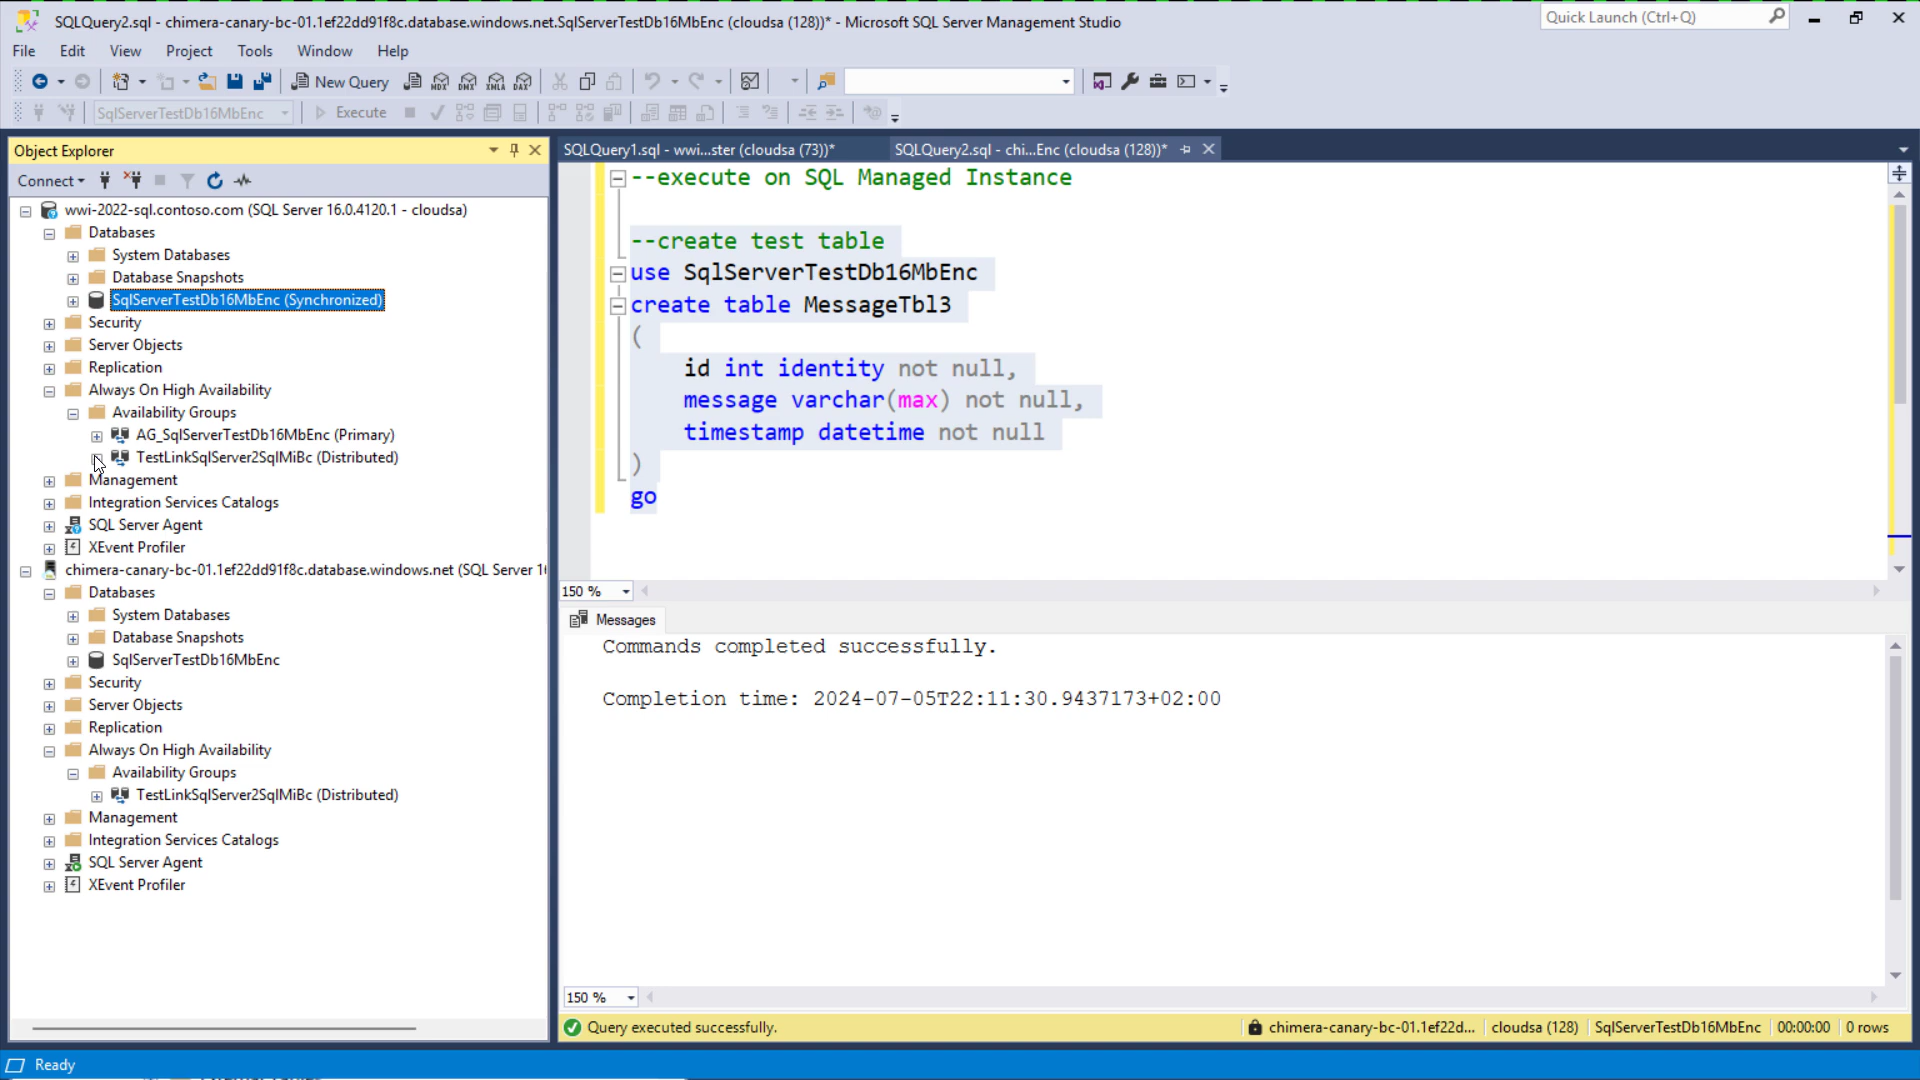 SQLQuery2.sql - chimera-canary-bc-01.1ef22dd91f8c.database.windows.net.SqlServerTestDb16MbEnc (cloudsa (128))* - Microsoft SQL Server Management Studio
Quick Launch (Ctrl+Q)
File Edit View Project Tools Window Help
New Query
MDX DMX XMLA DAX
SqlServerTestDb16MbEnc
Execute
Object Explorer
Connect
wwi-2022-sql.contoso.com (SQL Server 16.0.4120.1 - cloudsa)
Databases
System Databases
Database Snapshots
SqlServerTestDb16MbEnc (Synchronized)
Security
Server Objects
Replication
Always On High Availability
Availability Groups
AG_SqlServerTestDb16MbEnc (Primary)
TestLinkSqlServer2SqlMiBc (Distributed)
Management
Integration Services Catalogs
SQL Server Agent
XEvent Profiler
chimera-canary-bc-01.1ef22dd91f8c.database.windows.net (SQL Server 1
Databases
System Databases
Database Snapshots
SqlServerTestDb16MbEnc
Security
Server Objects
Replication
Always On High Availability
Availability Groups
TestLinkSqlServer2SqlMiBc (Distributed)
Management
Integration Services Catalogs
SQL Server Agent
XEvent Profiler
SQLQuery1.sql - wwi...ster (cloudsa (73))*
SQLQuery2.sql - chi...Enc (cloudsa (128))*
--execute on SQL Managed Instance
--create test table
use SqlServerTestDb16MbEnc
create table MessageTbl3
(
id int identity not null,
message varchar(max) not null,
timestamp datetime not null
)
go
150 %
Messages
Commands completed successfully.
Completion time: 2024-07-05T22:11:30.9437173+02:00
150 %
Query executed successfully.
chimera-canary-bc-01.1ef22d... cloudsa (128) SqlServerTestDb16MbEnc 00:00:00 0 rows
Ready